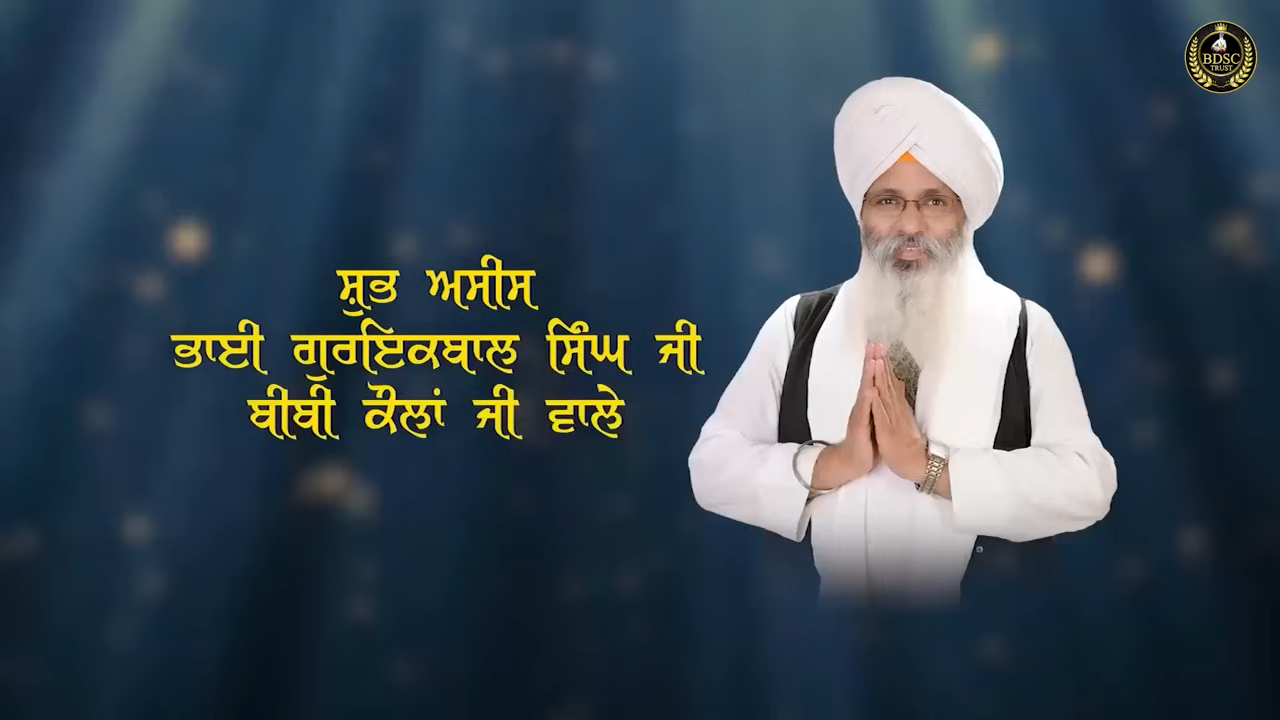 ਸ਼ੁਭ ਅਸੀਸ
ਭਾਈ ਗੁਰਇਕਬਾਲ ਸਿੰਘ ਜੀ
ਬੀਬੀ ਕੌਲਾਂ ਜੀ ਵਾਲੇ
BDSC
TRUST